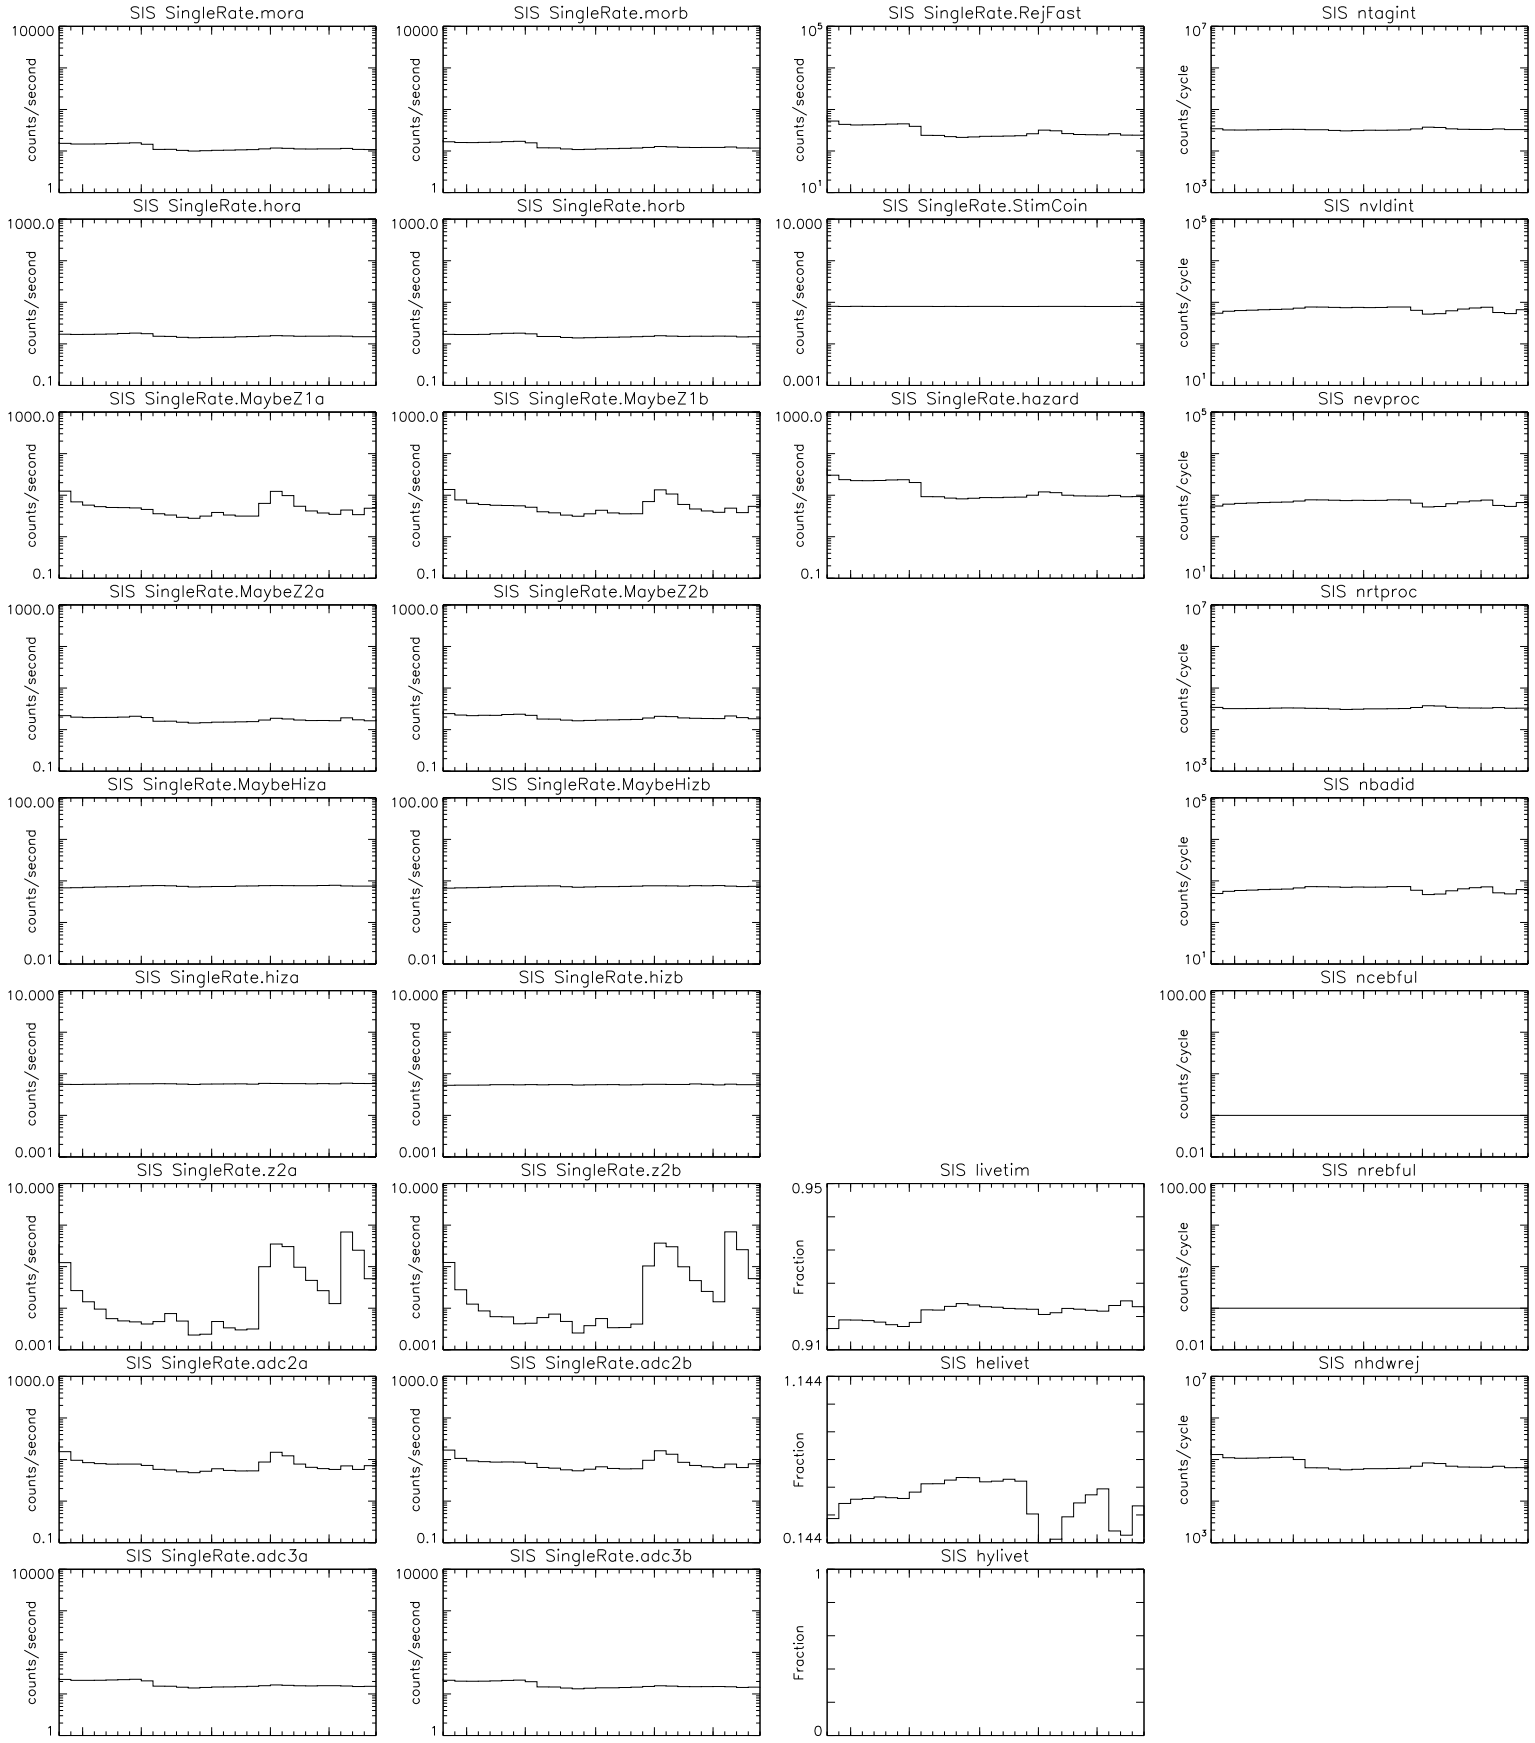 SIS SingleRate.mora
SIS SingleRate.morb
SIS SingleRate.RejFast
SIS ntagint
10000
counts/second
1
10000
counts/second
1
10^5
counts/second
10^1
10^7
counts/cycle
10^3
SIS SingleRate.hora
SIS SingleRate.horb
SIS SingleRate.StimCoin
SIS nvldint
1000.0
counts/second
0.1
1000.0
counts/second
0.1
10.000
counts/second
0.001
10^5
counts/cycle
10^1
SIS SingleRate.MaybeZ1a
SIS SingleRate.MaybeZ1b
SIS SingleRate.hazard
SIS nevproc
1000.0
counts/second
0.1
1000.0
counts/second
0.1
1000.0
counts/second
0.1
10^5
counts/cycle
10^1
SIS SingleRate.MaybeZ2a
SIS SingleRate.MaybeZ2b
SIS nrtproc
1000.0
counts/second
0.1
1000.0
counts/second
0.1
10^7
counts/cycle
10^3
SIS SingleRate.MaybeHiza
SIS SingleRate.MaybeHizb
SIS nbadid
100.00
counts/second
0.01
100.00
counts/second
0.01
10^5
counts/cycle
10^1
SIS SingleRate.hiza
SIS SingleRate.hizb
SIS ncebful
10.000
counts/second
0.001
10.000
counts/second
0.001
100.00
counts/cycle
0.01
SIS SingleRate.z2a
SIS SingleRate.z2b
SIS livetim
SIS nrebful
10.000
counts/second
0.001
10.000
counts/second
0.001
0.95
Fraction
0.91
100.00
counts/cycle
0.01
SIS SingleRate.adc2a
SIS SingleRate.adc2b
SIS helivet
SIS nhdwrej
1000.0
counts/second
0.1
1000.0
counts/second
0.1
1.144
Fraction
0.144
10^7
counts/cycle
10^3
SIS SingleRate.adc3a
SIS SingleRate.adc3b
SIS hylivet
10000
counts/second
1
10000
counts/second
1
1
Fraction
0